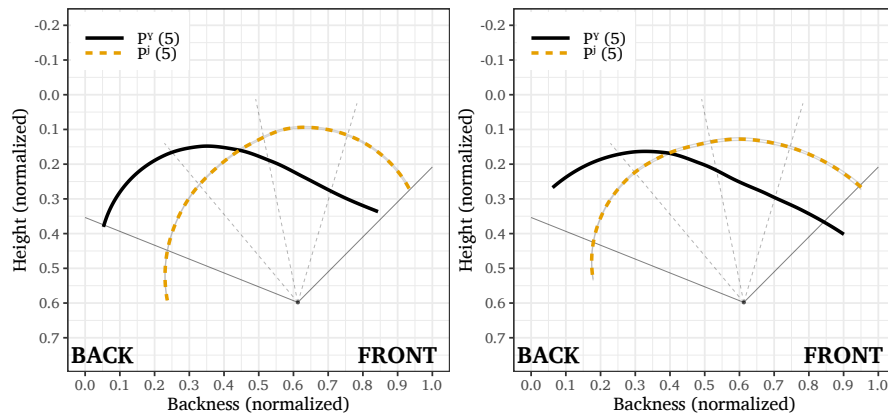 -0.2
-0.1
0.0
0.1
0.2
0.3
0.4
0.5
0.6
0.7
Height (normalized)
Pˠ (5)
Pʲ (5)
BACK FRONT
0.0 0.1 0.2 0.3 0.4 0.5 0.6 0.7 0.8 0.9 1.0
Backness (normalized)
-0.2
-0.1
0.0
0.1
0.2
0.3
0.4
0.5
0.6
0.7
Height (normalized)
Pˠ (5)
Pʲ (5)
BACK FRONT
0.0 0.1 0.2 0.3 0.4 0.5 0.6 0.7 0.8 0.9 1.0
Backness (normalized)